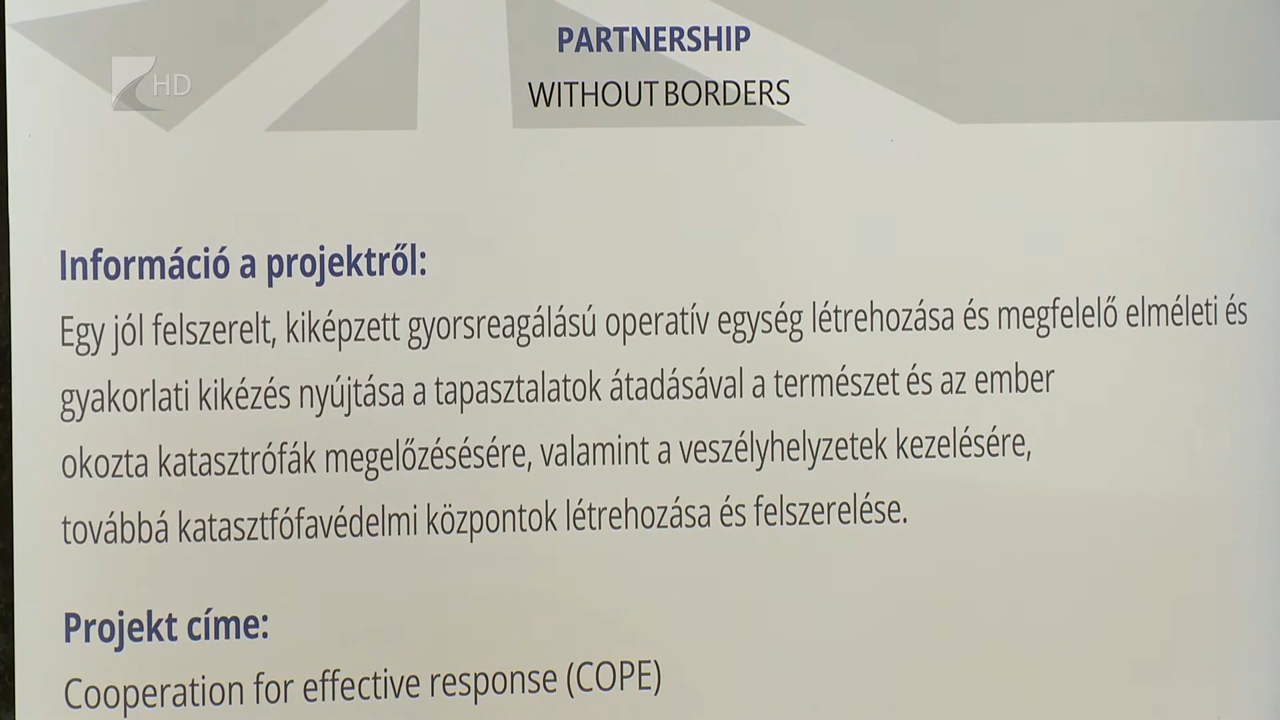 PARTNERSHIP
WITHOUT BORDERS
HD
Információ a projektről:
Egy jól felszerelt, kiképzett gyorsreagálású operatív egység létrehozása és megfelelő elméleti és
gyakorlati kikézés nyújtása a tapasztalatok átadásával a természet és az ember
okozta katasztrófák megelőzésésére, valamint a veszélyhelyzetek kezelésére,
továbbá katasztfófavédelmi központok létrehozása és felszerelése.
Projekt címe:
Cooperation for effective response (COPE)